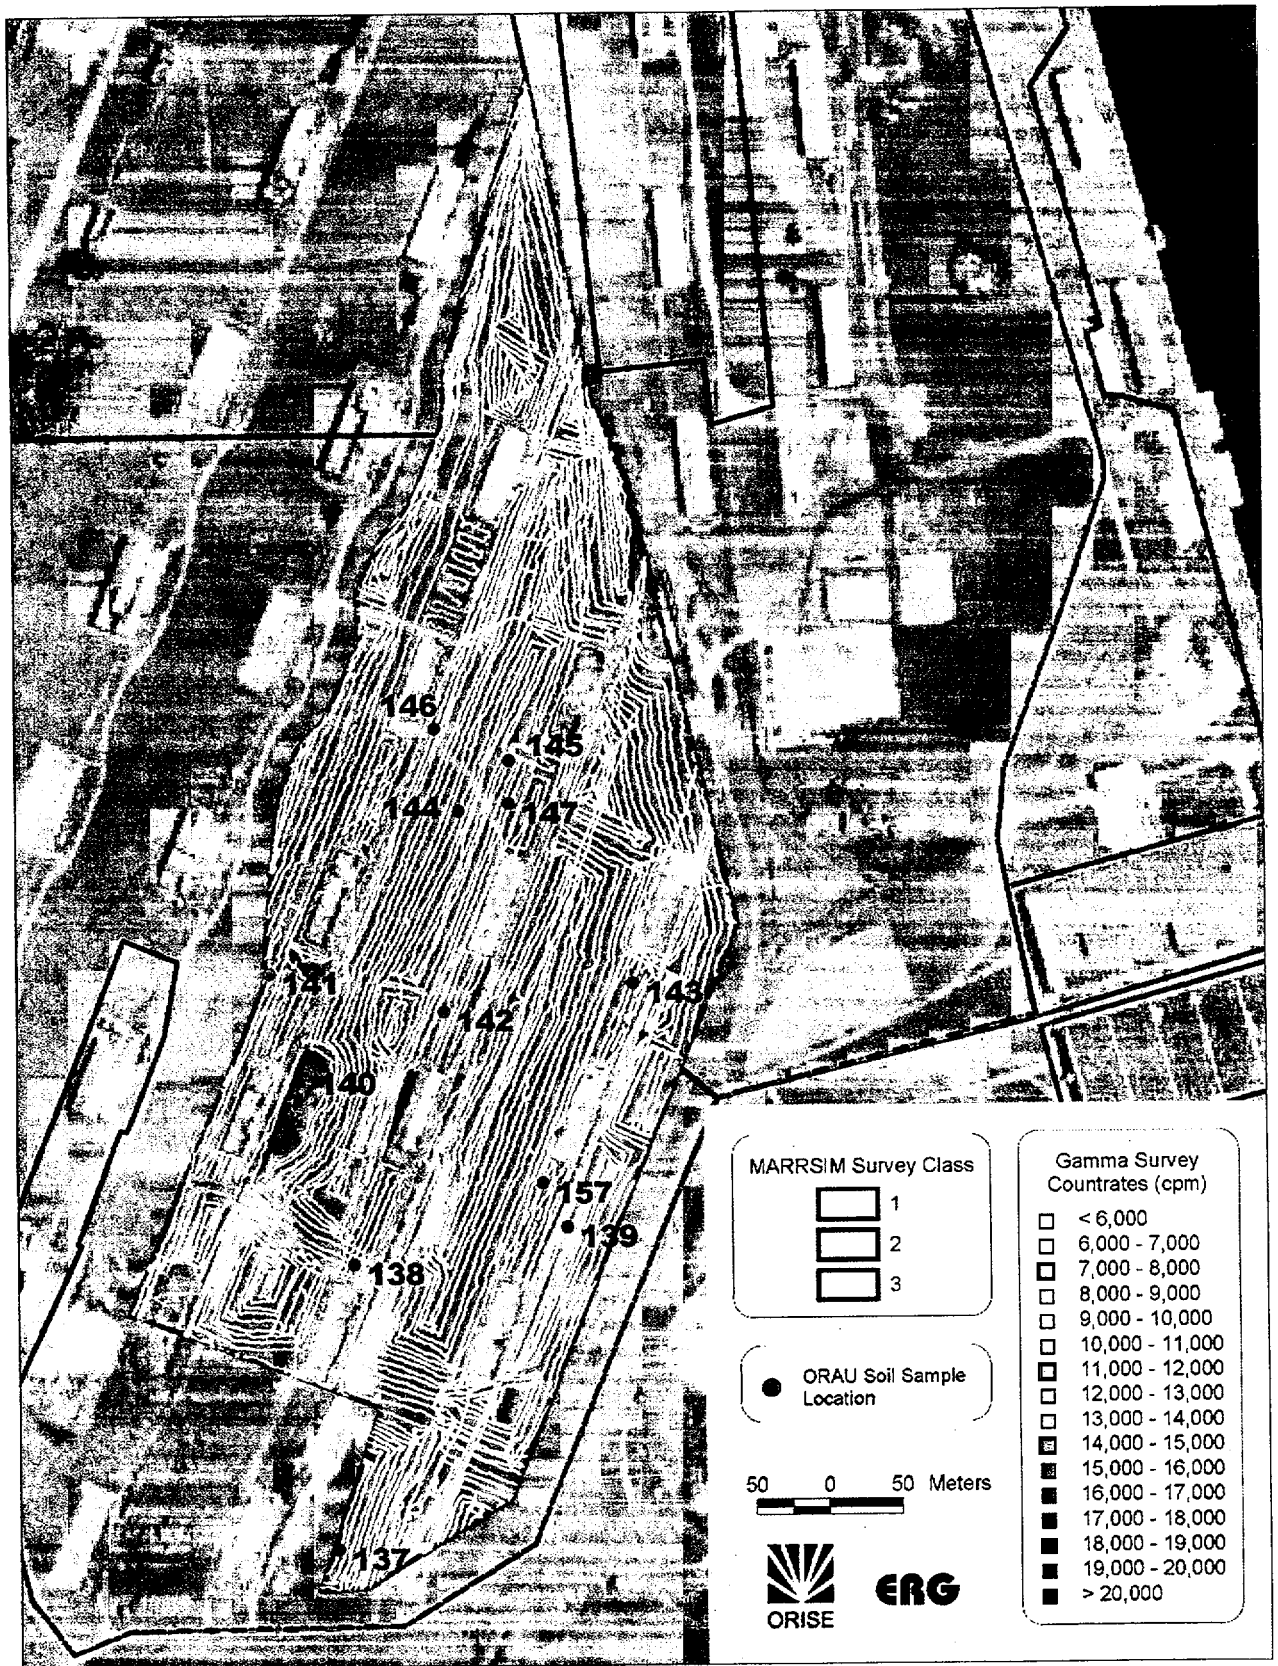 146
145
144
147
141
143
142
140
157
139
138
137
MARRSIM Survey Class
1
2
3
ORAU Soil Sample
Location
50 0 50 Meters
ORISE
ERG
Gamma Survey
Countrates (cpm)
< 6,000
6,000 - 7,000
7,000 - 8,000
8,000 - 9,000
9,000 - 10,000
10,000 - 11,000
11,000 - 12,000
12,000 - 13,000
13,000 - 14,000
14,000 - 15,000
15,000 - 16,000
16,000 - 17,000
17,000 - 18,000
18,000 - 19,000
19,000 - 20,000
> 20,000